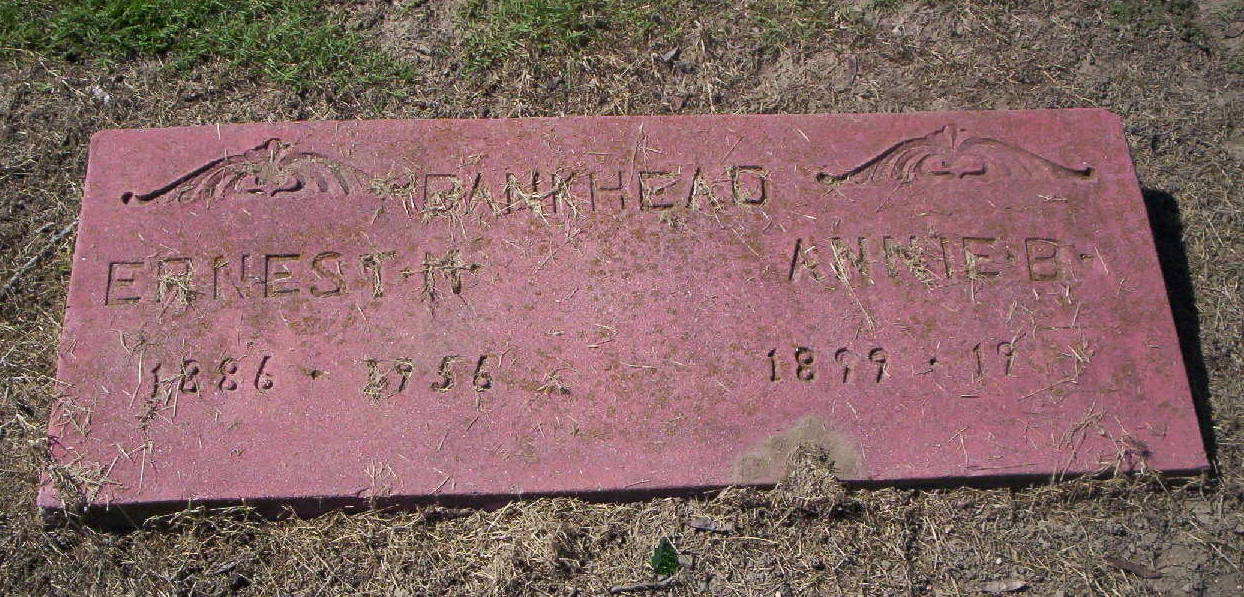 BANKHEAD
ERNEST·H· ANNIE·B·
1886 · 1956 1899 · 19